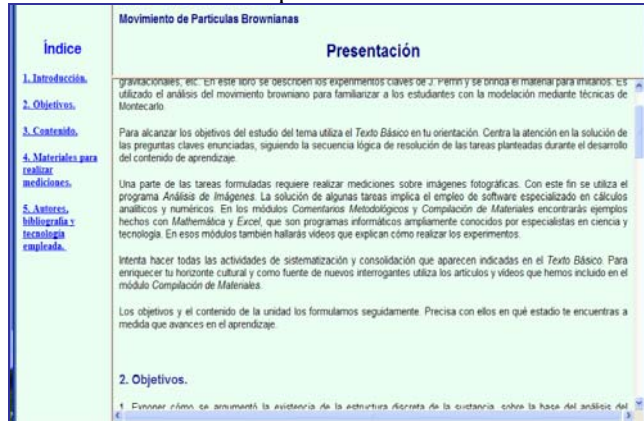 Movimiento de Partículas Brownianas
Índice
1. Introducción.
2. Objetivos.
3. Contenido.
4. Materiales para
realizar
mediciones.
5. Autores,
bibliografía y
tecnología
empleada.
Presentación
gravitacionales, etc. En este libro se describen los experimentos claves de J. Perrin y se brinda el material para imitarlos. Es
utilizado el análisis del movimiento browniano para familiarizar a los estudiantes con la modelación mediante técnicas de
Montecarlo.
Para alcanzar los objetivos del estudio del tema utiliza el Texto Básico en tu orientación. Centra la atención en la solución de
las preguntas claves enunciadas, siguiendo la secuencia lógica de resolución de las tareas planteadas durante el desarrollo
del contenido de aprendizaje.
Una parte de las tareas formuladas requiere realizar mediciones sobre imágenes fotográficas. Con este fin se utiliza el
programa Análisis de Imágenes. La solución de algunas tareas implica el empleo de software especializado en cálculos
analíticos y numéricos. En los módulos Comentarios Metodológicos y Compilación de Materiales encontrarás ejemplos
hechos con Mathemática y Excel, que son programas informáticos ampliamente conocidos por especialistas en ciencia y
tecnología. En esos módulos también hallarás videos que explican cómo realizar los experimentos.
Intenta hacer todas las actividades de sistematización y consolidación que aparecen indicadas en el Texto Básico. Para
enriquecer tu horizonte cultural y como fuente de nuevos interrogantes utiliza los artículos y videos que hemos incluido en el
módulo Compilación de Materiales.
Los objetivos y el contenido de la unidad los formulamos seguidamente. Precisa con ellos en qué estadio te encuentras a
medida que avances en el aprendizaje.
2. Objetivos.
1. Exponer cómo se argumentó la existencia de la estructura discreta de la sustancia, sobre la base del análisis del